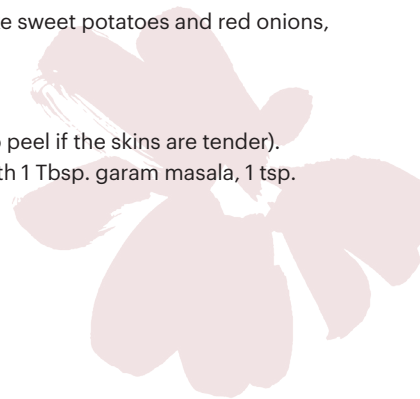 e sweet potatoes and red onions,
peel if the skins are tender).
th 1 Tbsp. garam masala, 1 tsp.